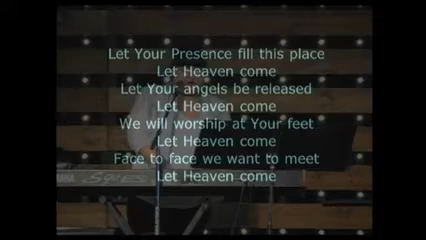 Let Your Presence fill this place
Let Heaven come
Let Your angels be released
Let Heaven come
We will worship at Your feet
Let Heaven come
Face to face we want to meet
Let Heaven come
YAMAHA